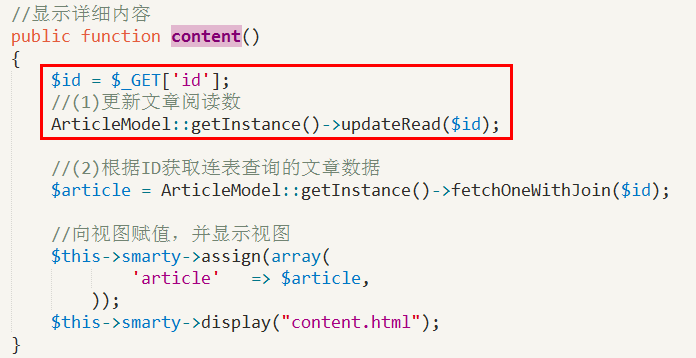 //显示详细内容
public function content()
{
$id = $_GET['id'];
//(1)更新文章阅读数
ArticleModel::getInstance()->updateRead($id);
//(2)根据ID获取连表查询的文章数据
$article = ArticleModel::getInstance()->fetchOneWithJoin($id);
//向视图赋值，并显示视图
$this->smarty->assign(array(
'article' => $article,
));
$this->smarty->display("content.html");
}